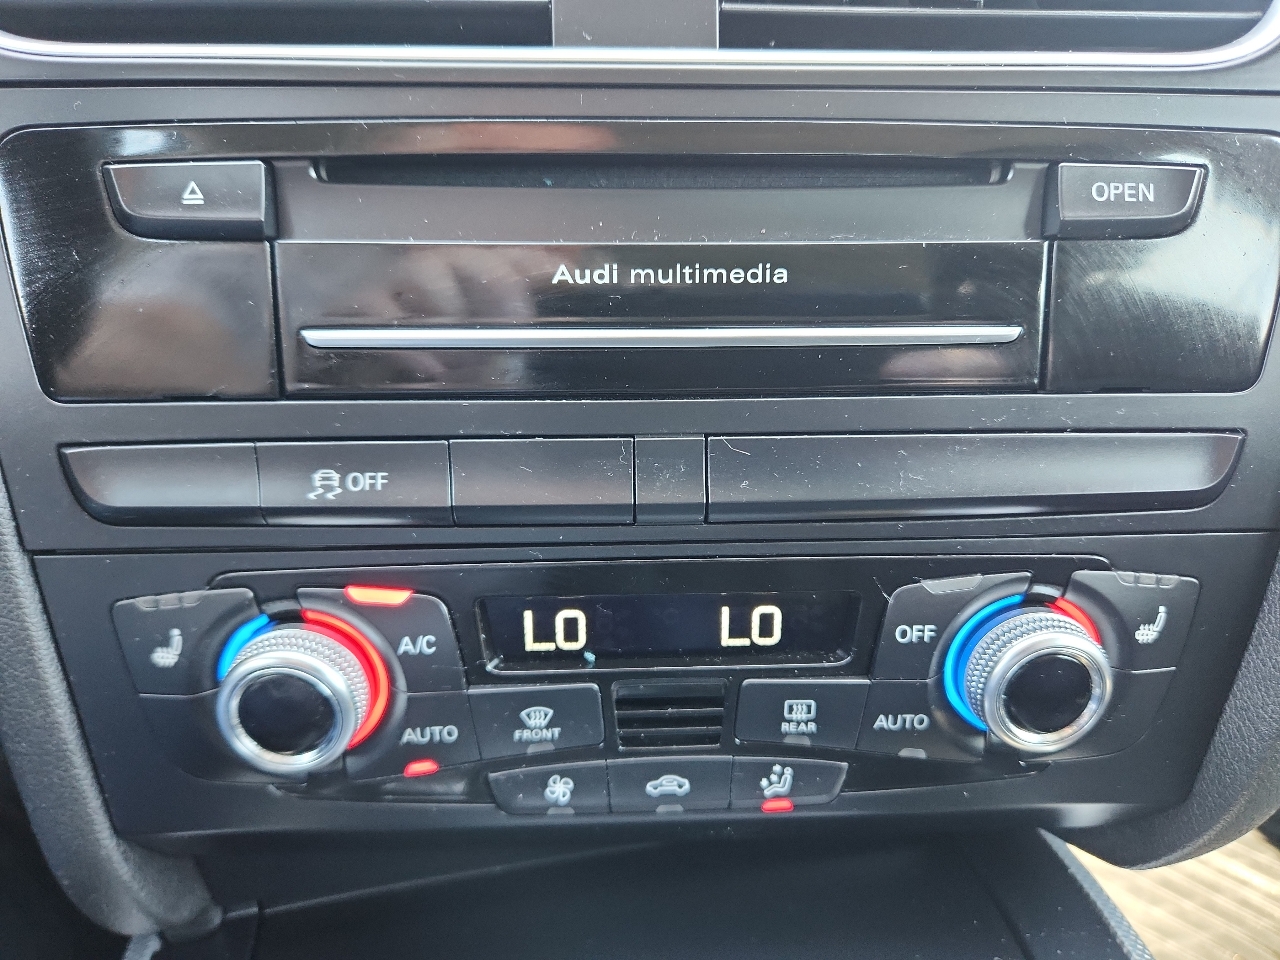 OPEN
Audi multimedia
OFF
LO LO
A/C
OFF
AUTO
FRONT
REAR
AUTO